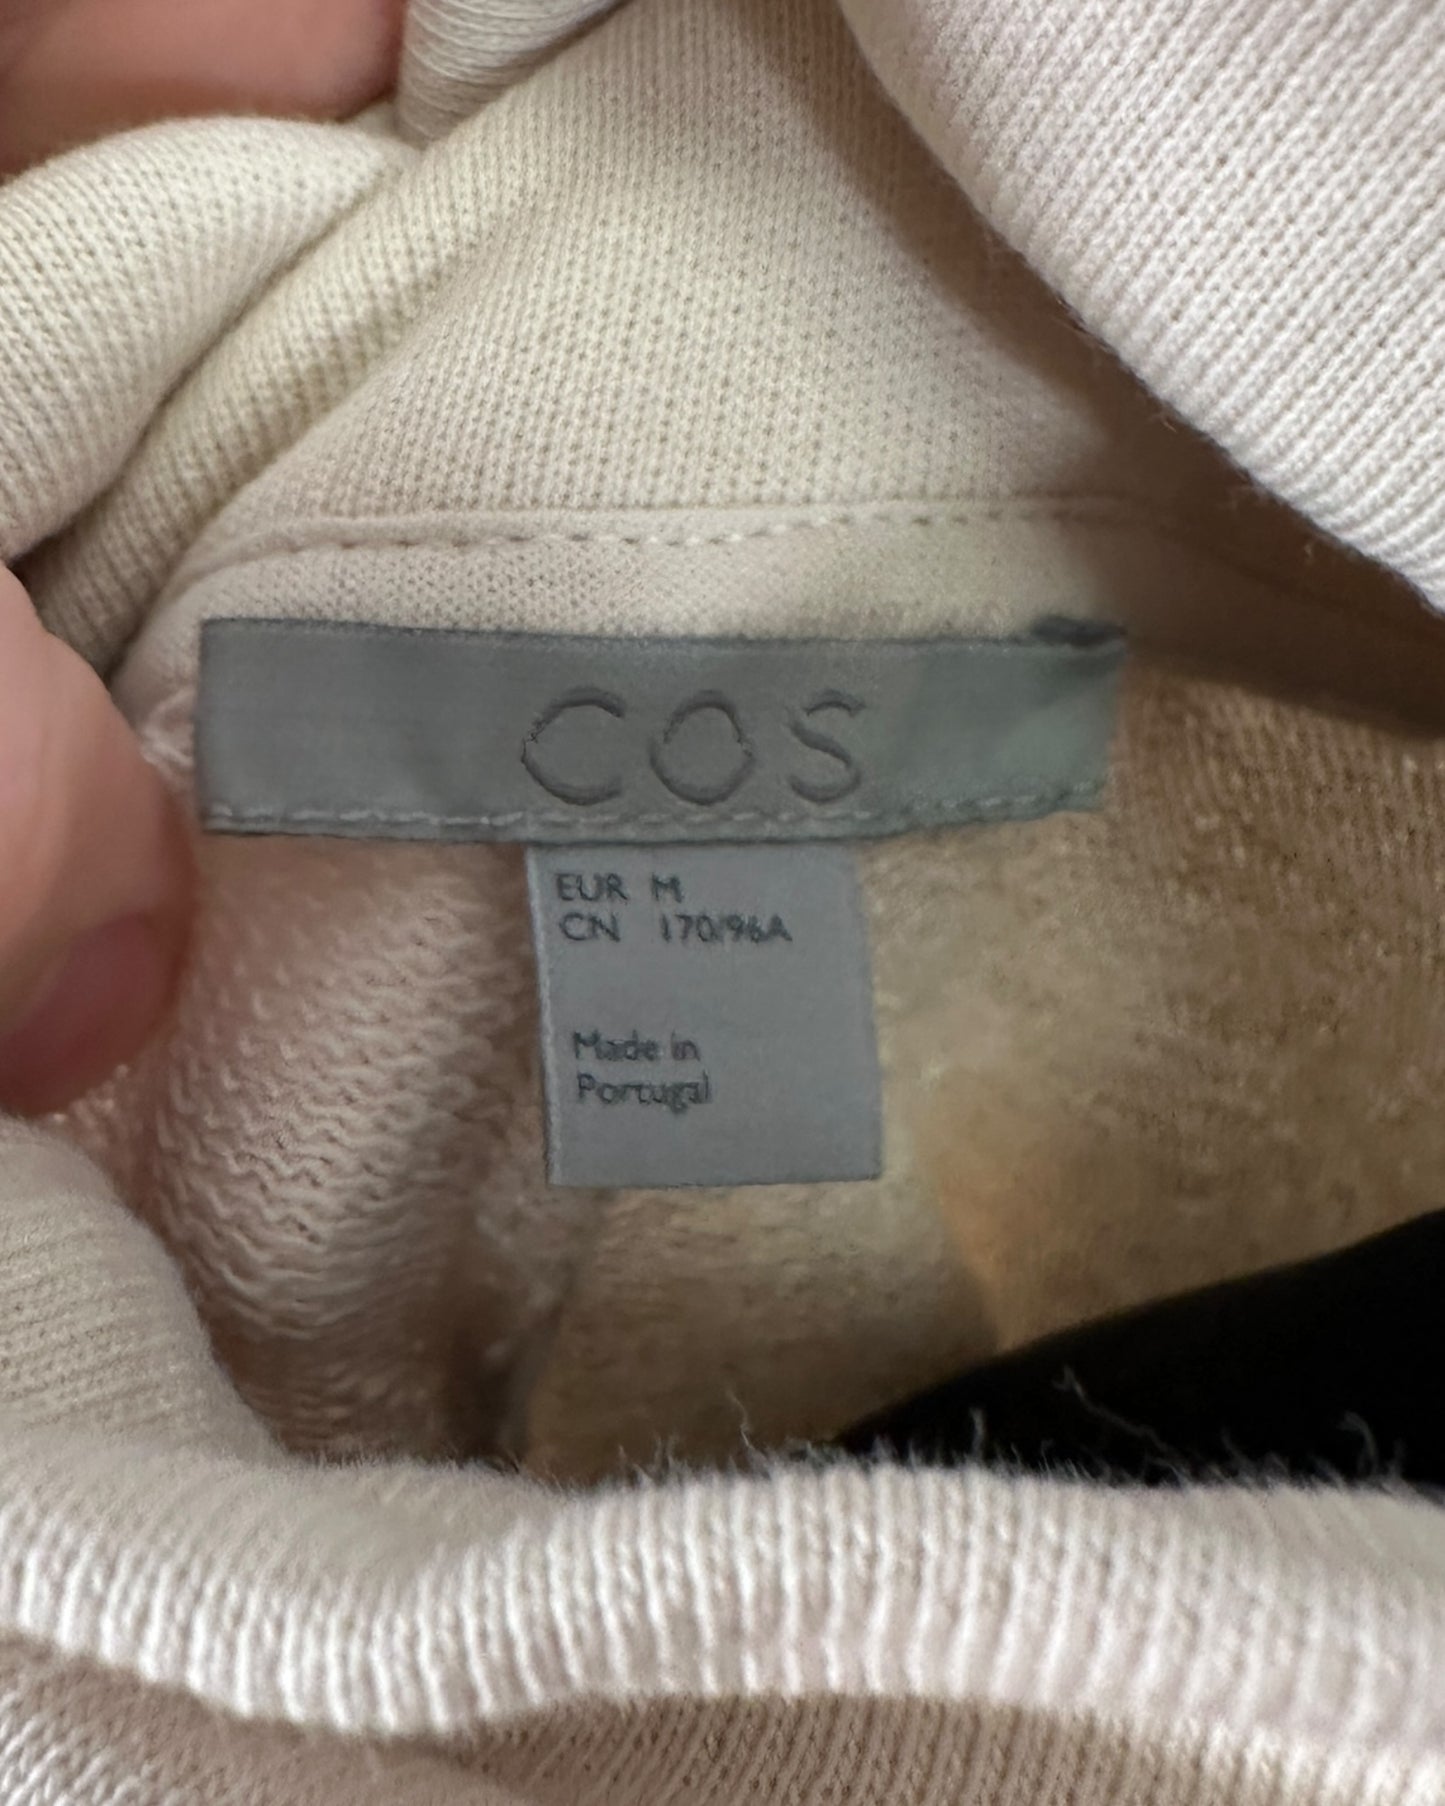 COS
EUR M
CN 170/96A
Made in
Portugal